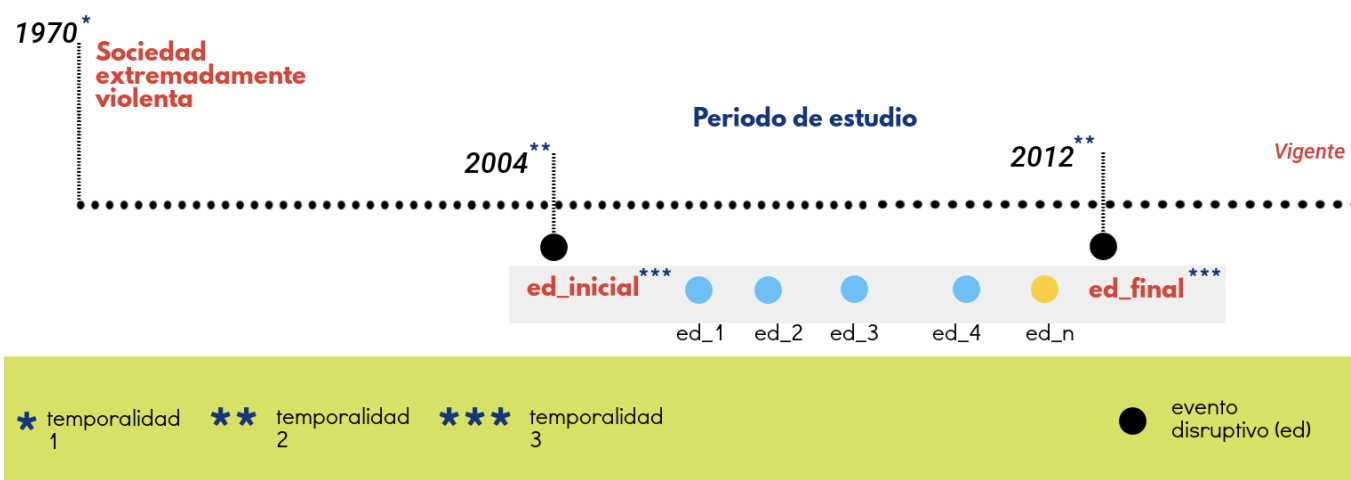 1970*
Sociedad
extremadamente
violenta
Periodo de estudio
2004**
2012**
Vigente
ed_inicial***
ed_final***
ed_1
ed_2
ed_3
ed_4
ed_n
* temporalidad
1
** temporalidad
2
*** temporalidad
3
evento
disruptivo (ed)